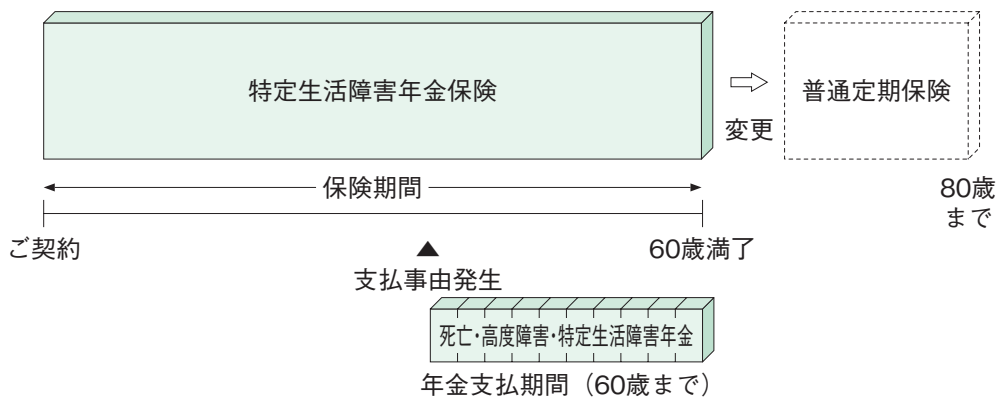 特定生活障害年金保険
変更
普通定期保険
保険期間
80歳
まで
ご契約
60歳満了
支払事由発生
死亡・高度障害・特定生活障害年金
年金支払期間（60歳まで）